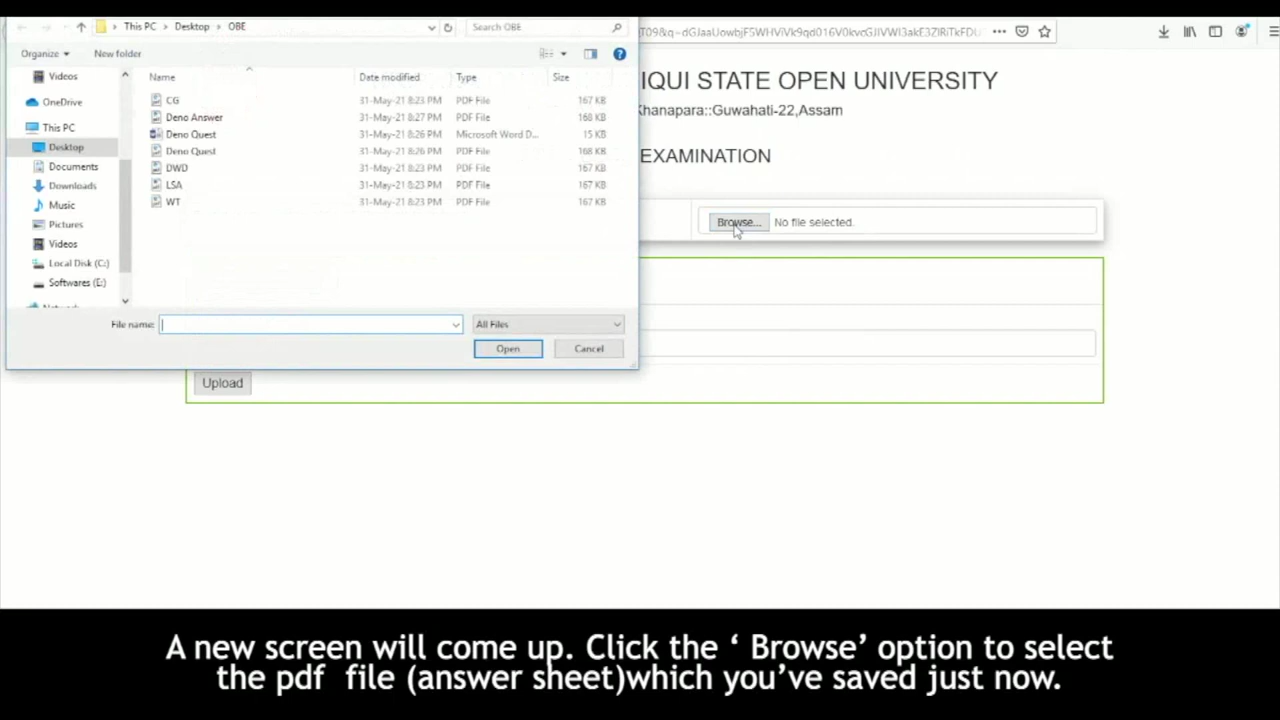 This PC > Desktop > OBE
Search OBE
Organize
New folder
Name
Date modified
Type
Size
CG 31-May-21 8:23 PM PDF File 167 KB
Deno Answer 31-May-21 8:27 PM PDF File 168 KB
Deno Quest 31-May-21 8:26 PM Microsoft Word D... 15 KB
Deno Quest 31-May-21 8:26 PM PDF File 168 KB
DWD 31-May-21 8:23 PM PDF File 167 KB
LSA 31-May-21 8:23 PM PDF File 167 KB
WT 31-May-21 8:23 PM PDF File 167 KB
Videos
OneDrive
This PC
Desktop
Documents
Downloads
Music
Pictures
Videos
Local Disk (C:)
Softwares (E:)
File name:
All Files
Open
Cancel
IQUI STATE OPEN UNIVERSITY
Khanapara::Guwahati-22,Assam
EXAMINATION
Browse... No file selected.
Upload
A new screen will come up. Click the ‘ Browse’ option to select
the pdf file (answer sheet)which you’ve saved just now.